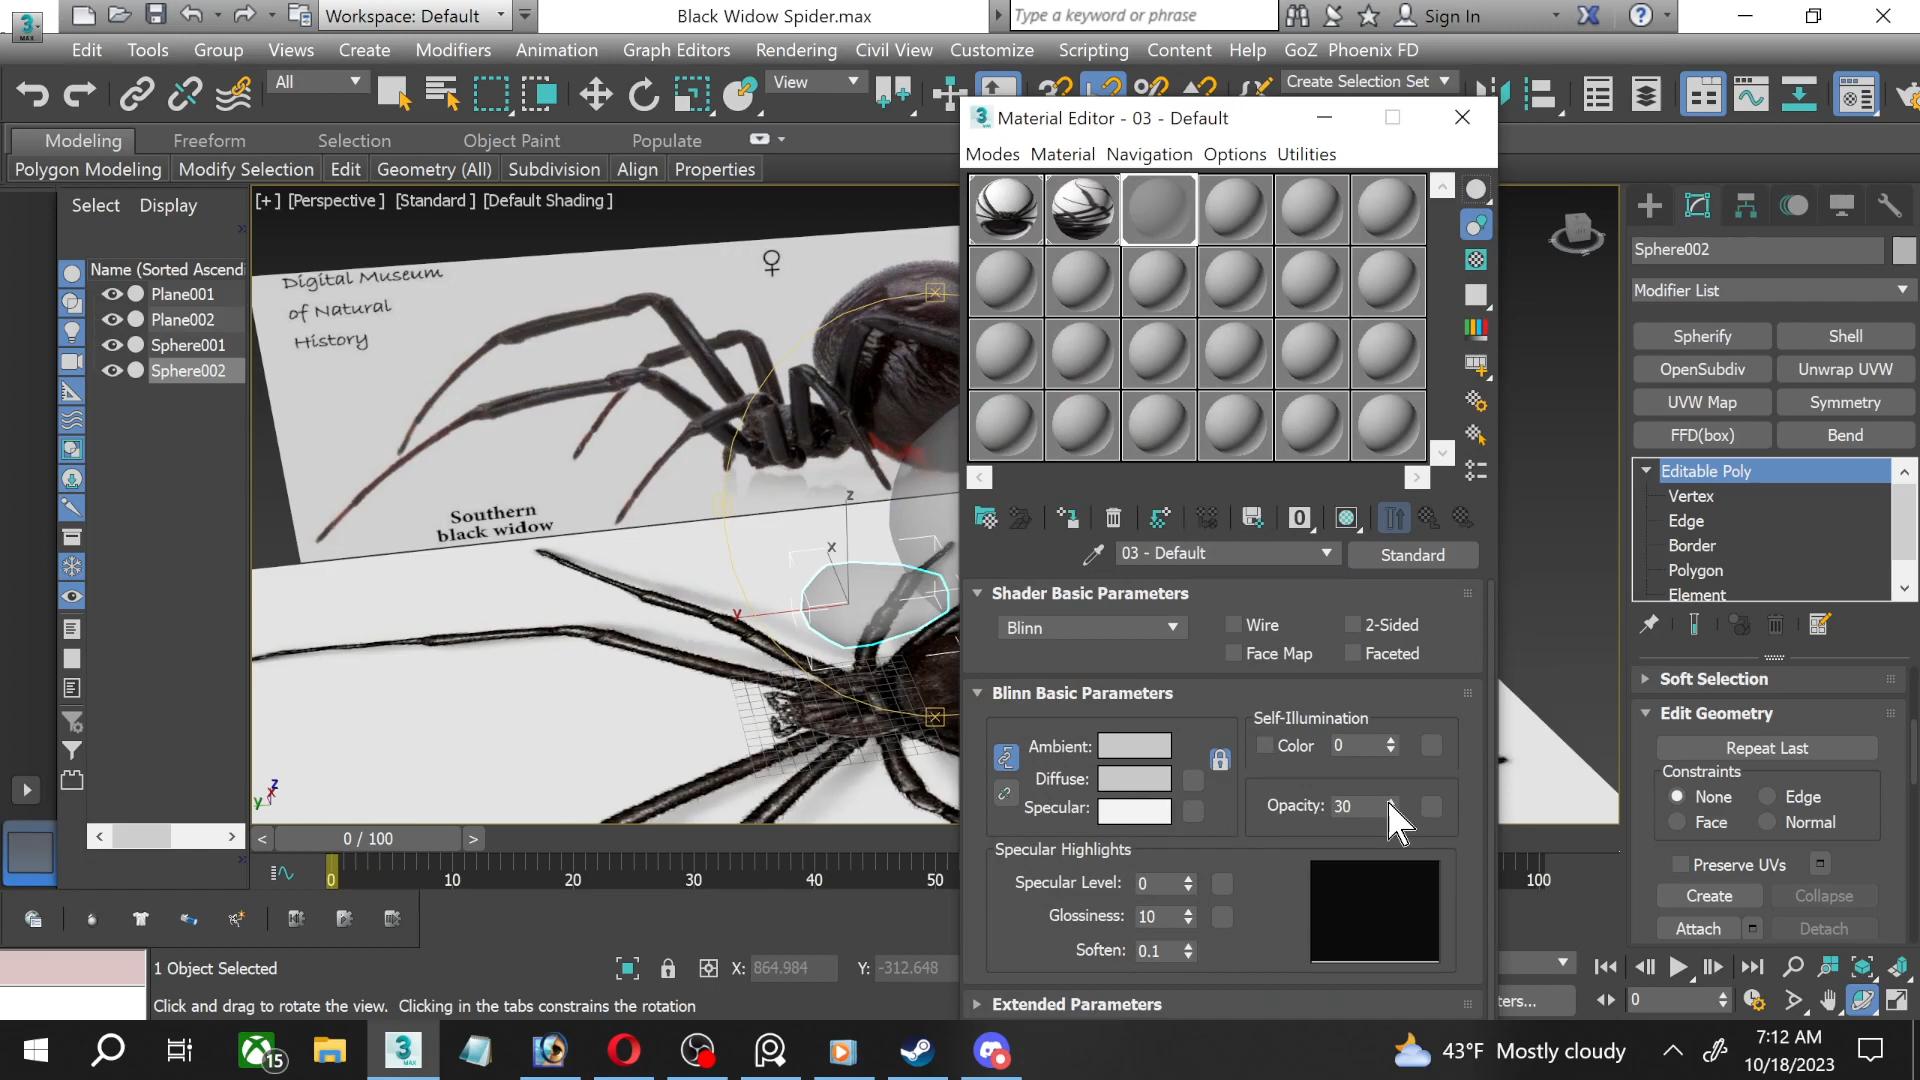 Workspace: Default
Black Widow Spider.max
Type a keyword or phrase
Sign In
Edit Tools Group Views Create Modifiers Animation Graph Editors Rendering Civil View Customize Scripting Content Help GoZ Phoenix FD
All
View
Create Selection Set
Modeling Freeform Selection Object Paint Populate
Polygon Modeling Modify Selection Edit Geometry (All) Subdivision Align Properties
Select Display
Name (Sorted Ascendi
Plane001
Plane002
Sphere001
Sphere002
[+] [Perspective] [Standard] [Default Shading]
Digital Museum
of Natural
History
Southern
black widow
z
x
y
z
x
y
Material Editor - 03 - Default
Modes Material Navigation Options Utilities
0
03 - Default
Standard
Shader Basic Parameters
Blinn
Wire
2-Sided
Face Map
Faceted
Blinn Basic Parameters
Self-Illumination
Ambient:
Color 0
Diffuse:
Specular:
Opacity: 30
Specular Highlights
Specular Level: 0
Glossiness: 10
Soften: 0.1
Extended Parameters
Sphere002
Modifier List
Spherify
Shell
OpenSubdiv
Unwrap UVW
UVW Map
Symmetry
FFD(box)
Bend
Editable Poly
Vertex
Edge
Border
Polygon
Element
Soft Selection
Edit Geometry
Repeat Last
Constraints
None
Edge
Face
Normal
Preserve UVs
Create
Collapse
Attach
Detach
0 / 100
0 10 20 30 40 50 100
1 Object Selected
X: 864.984
Y: -312.648
Click and drag to rotate the view. Clicking in the tabs constrains the rotation
ters...
0
15
3
43°F Mostly cloudy
7:12 AM
10/18/2023